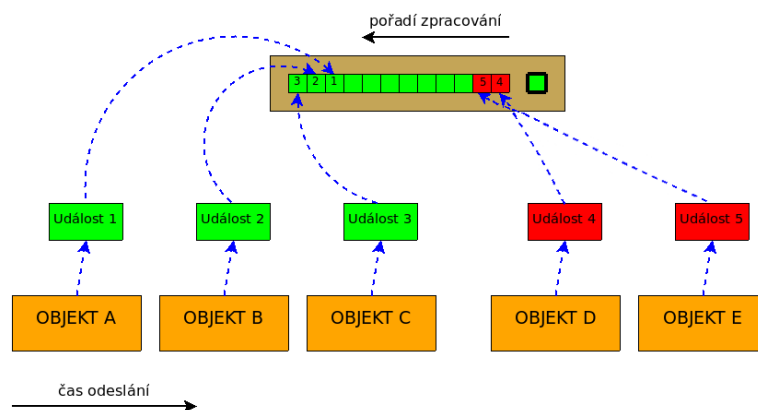 pořadí zpracování
3 2 1 5 4
Událost 1 Událost 2 Událost 3 Událost 4 Událost 5
OBJEKT A OBJEKT B OBJEKT C OBJEKT D OBJEKT E
čas odeslání